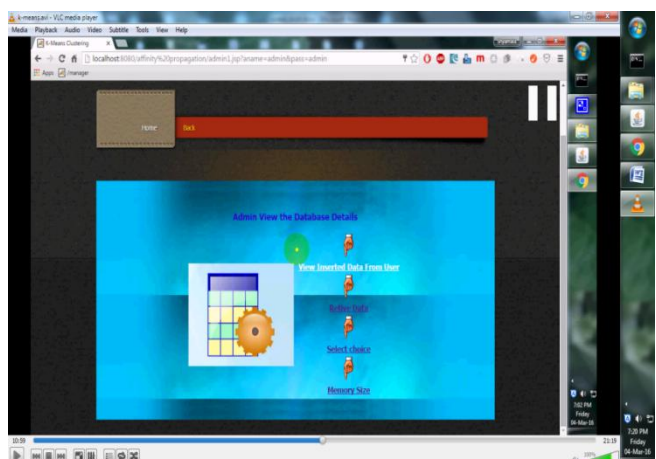 k-means.avi - VLC media player
Media Playback Audio Video Subtitle Tools View Help
K-Means Clustering
localhost:8080/affinity%20propagation/admin1.jsp?aname=admin&pass=admin
Apps /manager
Home Back
Admin View the Database Details
View Inserted Data From User
Select choice
Memory Size
7:02 PM
Friday
04-Mar-16
10:59
21:19
100%
7:20 PM
Friday
04-Mar-16